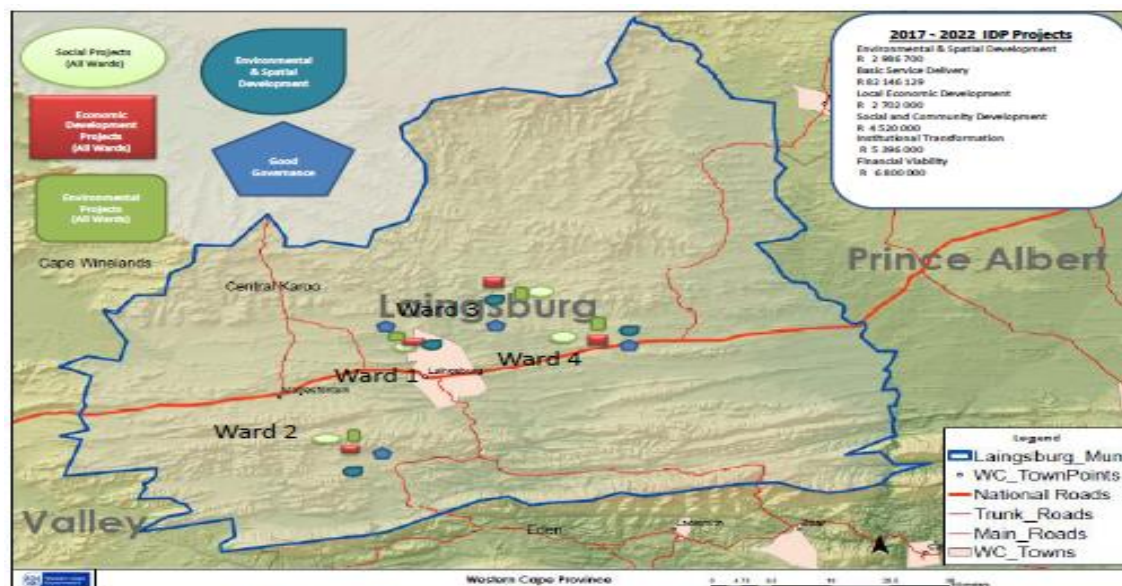 Social Projects
(All Wards)
Environmental
& Spatial
Development
Economic
Development
Projects
(All Wards)
Good
Governance
Environmental
Projects
(All Wards)
2017 - 2022 IDP Projects
Environmental & Spatial Development
R 2 986 700
Basic Service Delivery
R 82 146 129
Local Economic Development
R 2 702 000
Social and Community Development
R 4 520 000
Institutional Transformation
R 5 396 000
Financial Viability
R 6 800 000
Cape Winelands
Central Karoo
Prince Albert
Laingsburg
Ward 3
Ward 4
Ward 1
Laingsburg
Ward 2
Valley
Eden
Legend
Laingsburg_Mun
WC_TownPoints
National Roads
Trunk_Roads
Main_Roads
WC_Towns
Western Cape Province